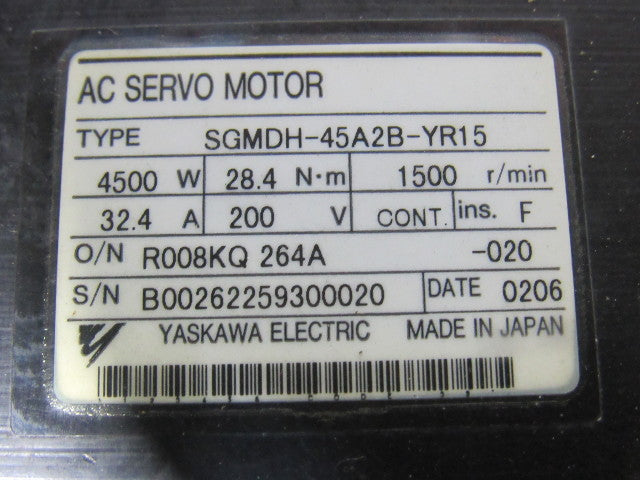 AC SERVO MOTOR
TYPE SGMDH-45A2B-YR15
4500 W 28.4 N·m 1500 r/min
32.4 A 200 V CONT. ins. F
O/N R008KQ 264A -020
S/N B00262259300020 DATE 0206
YASKAWA ELECTRIC MADE IN JAPAN